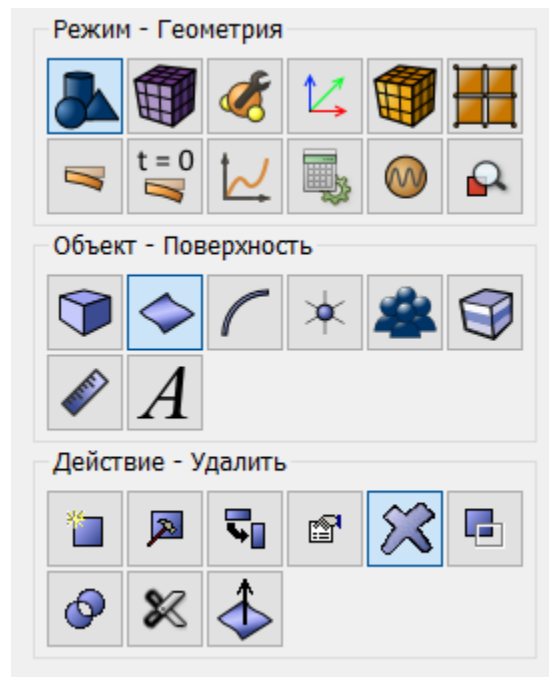 Режим - Геометрия
t = 0
Объект - Поверхность
A
Действие - Удалить